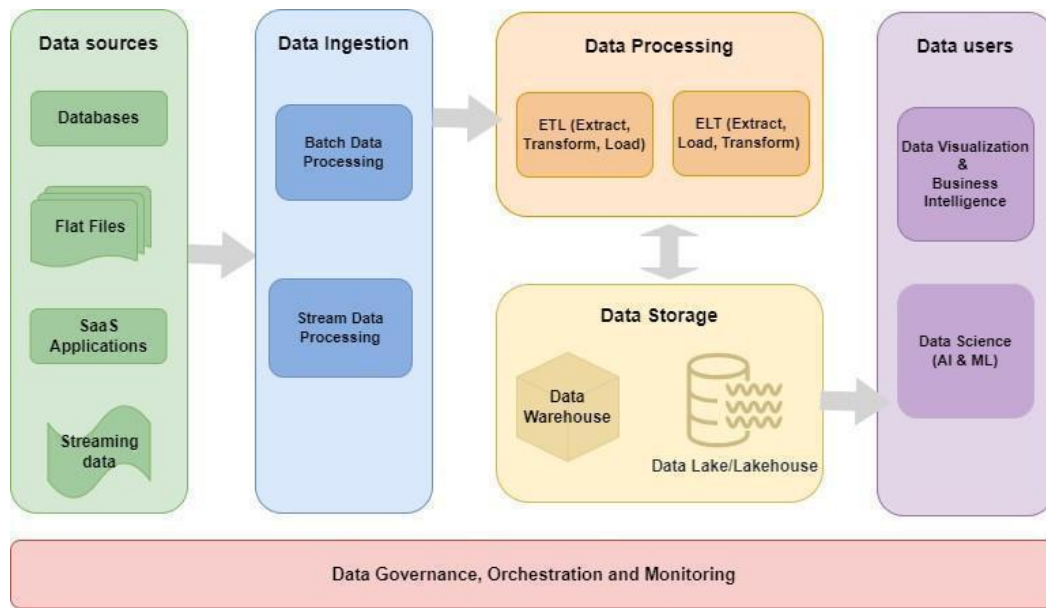 Data sources
Databases
Flat Files
SaaS
Applications
Streaming
data
Data Ingestion
Batch Data
Processing
Stream Data
Processing
Data Processing
ETL (Extract,
Transform, Load)
ELT (Extract,
Load, Transform)
Data Storage
Data
Warehouse
Data Lake/Lakehouse
Data users
Data Visualization
&
Business
Intelligence
Data Science
(AI & ML)
Data Governance, Orchestration and Monitoring